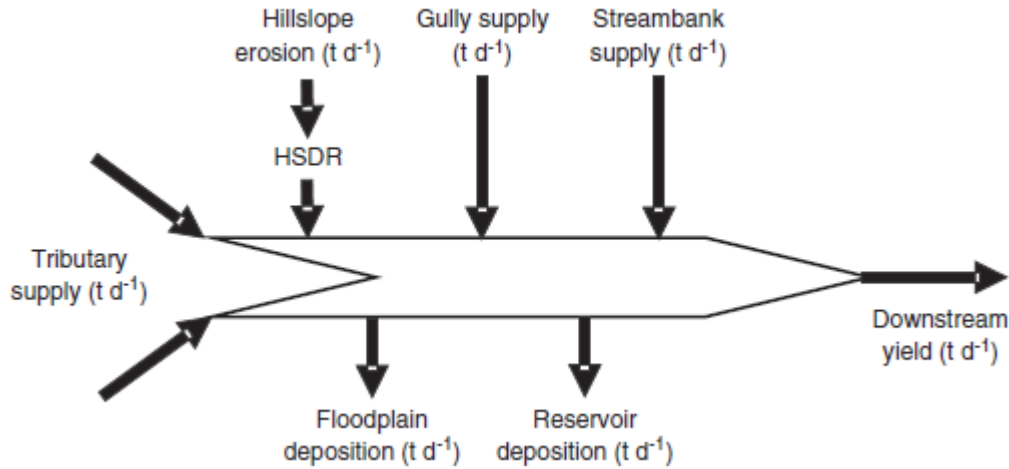 Hillslope
erosion (t d⁻¹)
Gully supply
(t d⁻¹)
Streambank
supply (t d⁻¹)
HSDR
Tributary
supply (t d⁻¹)
Downstream
yield (t d⁻¹)
Floodplain
deposition (t d⁻¹)
Reservoir
deposition (t d⁻¹)